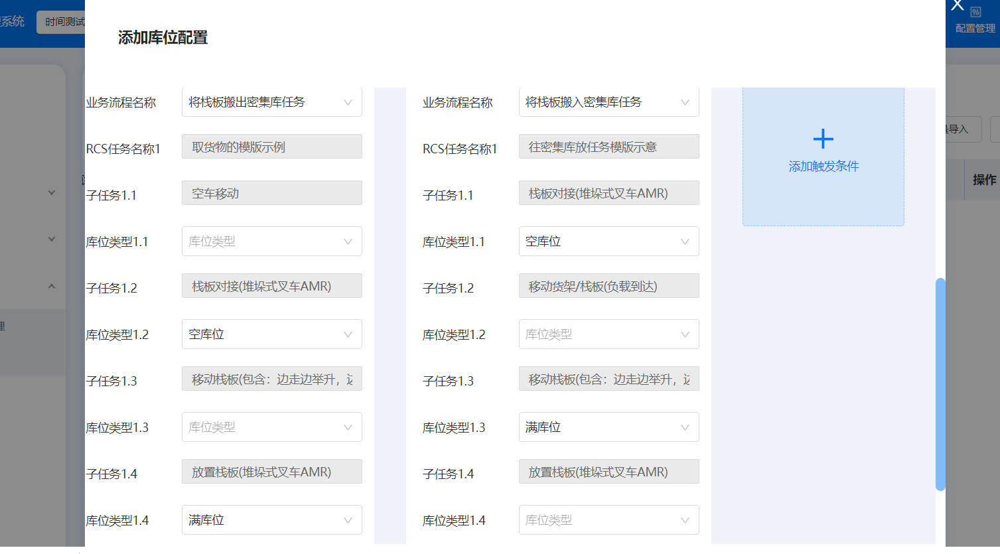 系统
时间测试
配置管理
添加库位配置
导入
操作
理
业务流程名称
将栈板搬出密集库任务
RCS任务名称1
取货物的模版示例
子任务1.1
空车移动
库位类型1.1
库位类型
子任务1.2
栈板对接(堆垛式叉车AMR)
库位类型1.2
空库位
子任务1.3
移动栈板(包含：边走边举升，
库位类型1.3
库位类型
子任务1.4
放置栈板(堆垛式叉车AMR)
库位类型1.4
满库位
业务流程名称
将栈板搬入密集库任务
RCS任务名称1
往密集库放任务模版示意
子任务1.1
栈板对接(堆垛式叉车AMR)
库位类型1.1
空库位
子任务1.2
移动货架/栈板(负载到达)
库位类型1.2
库位类型
子任务1.3
移动栈板(包含：边走边举升，
库位类型1.3
满库位
子任务1.4
放置栈板(堆垛式叉车AMR)
库位类型1.4
库位类型
添加触发条件